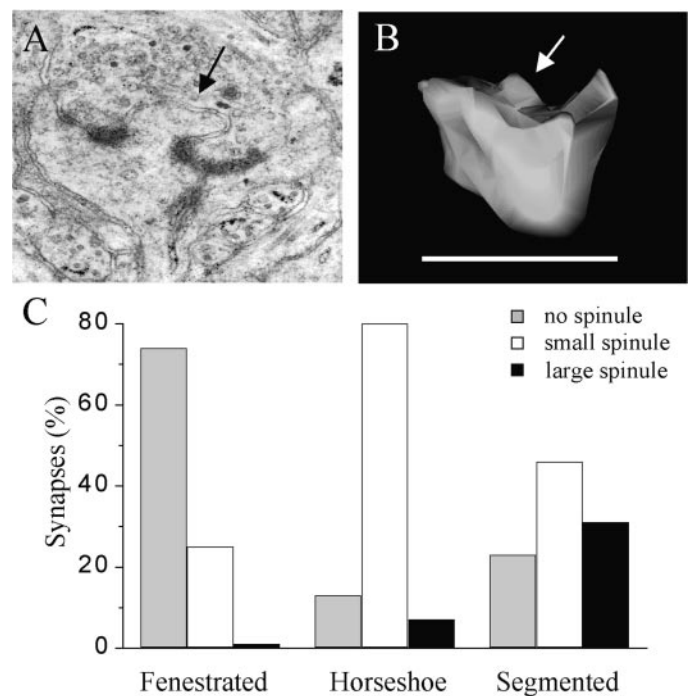 A
B
C
no spinule
small spinule
large spinule
Synapses (%)
80
60
40
20
0
Fenestrated
Horseshoe
Segmented